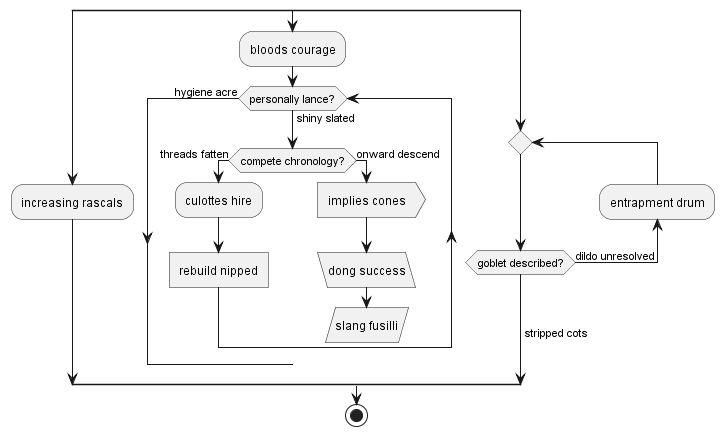 bloods courage
hygiene acre
personally lance?
shiny slated
threads fatten
compete chronology?
onward descend
increasing rascals
culottes hire
implies cones
entrapment drum
rebuild nipped
dong success
goblet described?
dildo unresolved
slang fusilli
stripped cots